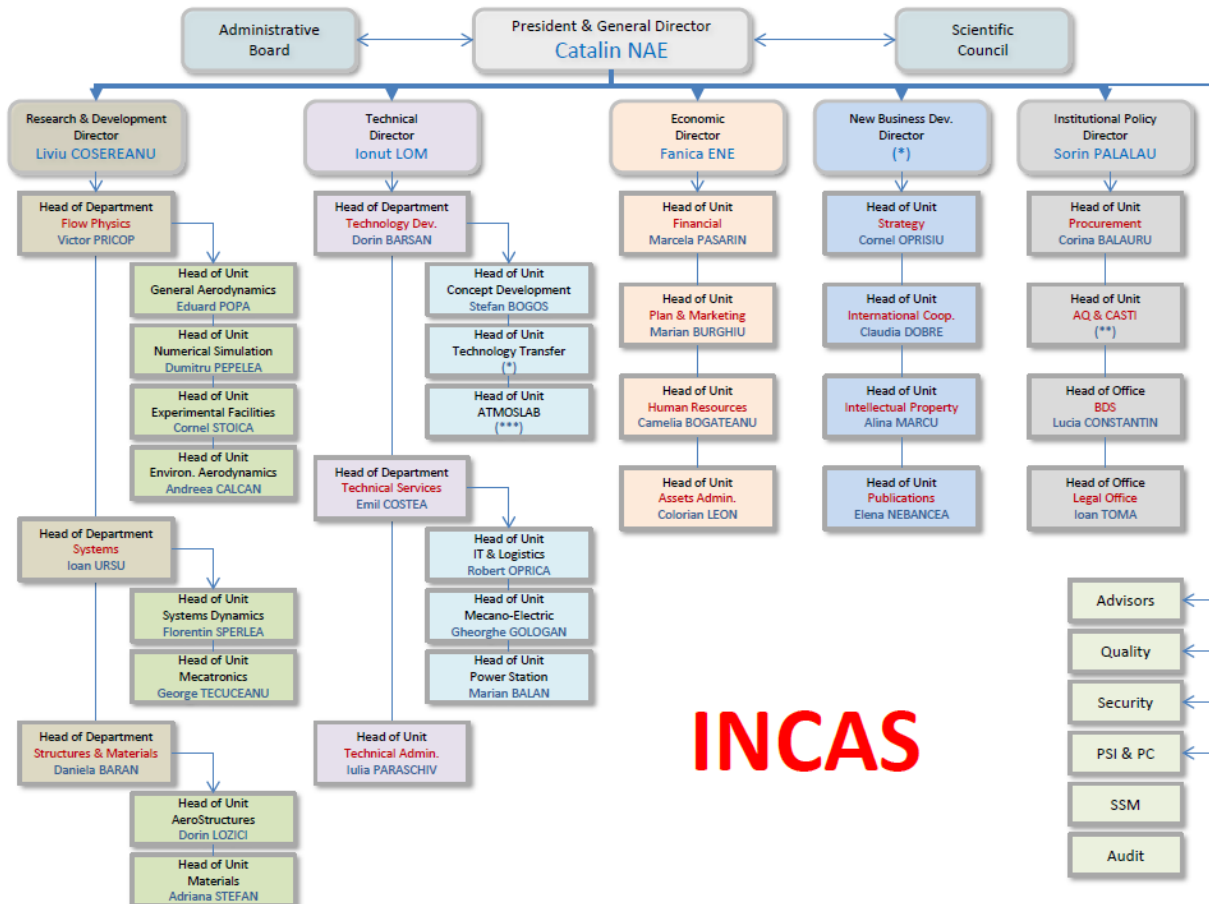 Administrative
Board
President & General Director
Catalin NAE
Scientific
Council
Research & Development
Director
Liviu COSEREANU
Technical
Director
Ionut LOM
Economic
Director
Fanica ENE
New Business Dev.
Director
(*)
Institutional Policy
Director
Sorin PALALAU
Head of Department
Flow Physics
Victor PRICOP
Head of Unit
General Aerodynamics
Eduard POPA
Head of Unit
Numerical Simulation
Dumitru PEPELEA
Head of Unit
Experimental Facilities
Cornel STOICA
Head of Unit
Environ. Aerodynamics
Andreea CALCAN
Head of Department
Systems
Ioan URSU
Head of Unit
Systems Dynamics
Florentin SPERLEA
Head of Unit
Mecatronics
George TECUCEANU
Head of Department
Structures & Materials
Daniela BARAN
Head of Unit
AeroStructures
Dorin LOZICI
Head of Unit
Materials
Adriana STEFAN
Head of Department
Technology Dev.
Dorin BARSAN
Head of Unit
Concept Development
Stefan BOGOS
Head of Unit
Technology Transfer
(*)
Head of Unit
ATMOSLAB
(***)
Head of Department
Technical Services
Emil COSTEA
Head of Unit
IT & Logistics
Robert OPRICA
Head of Unit
Mecano-Electric
Gheorghe GOLOGAN
Head of Unit
Power Station
Marian BALAN
Head of Unit
Technical Admin.
Iulia PARASCHIV
Head of Unit
Financial
Marcela PASARIN
Head of Unit
Plan & Marketing
Marian BURGHIU
Head of Unit
Human Resources
Camelia BOGATEANU
Head of Unit
Assets Admin.
Colorian LEON
Head of Unit
Strategy
Cornel OPRISIU
Head of Unit
International Coop.
Claudia DOBRE
Head of Unit
Intellectual Property
Alina MARCU
Head of Unit
Publications
Elena NEBANCEA
Head of Unit
Procurement
Corina BALAURU
Head of Unit
AQ & CASTI
(**)
Head of Office
BDS
Lucia CONSTANTIN
Head of Office
Legal Office
Ioan TOMA
INCAS
Advisors
Quality
Security
PSI & PC
SSM
Audit